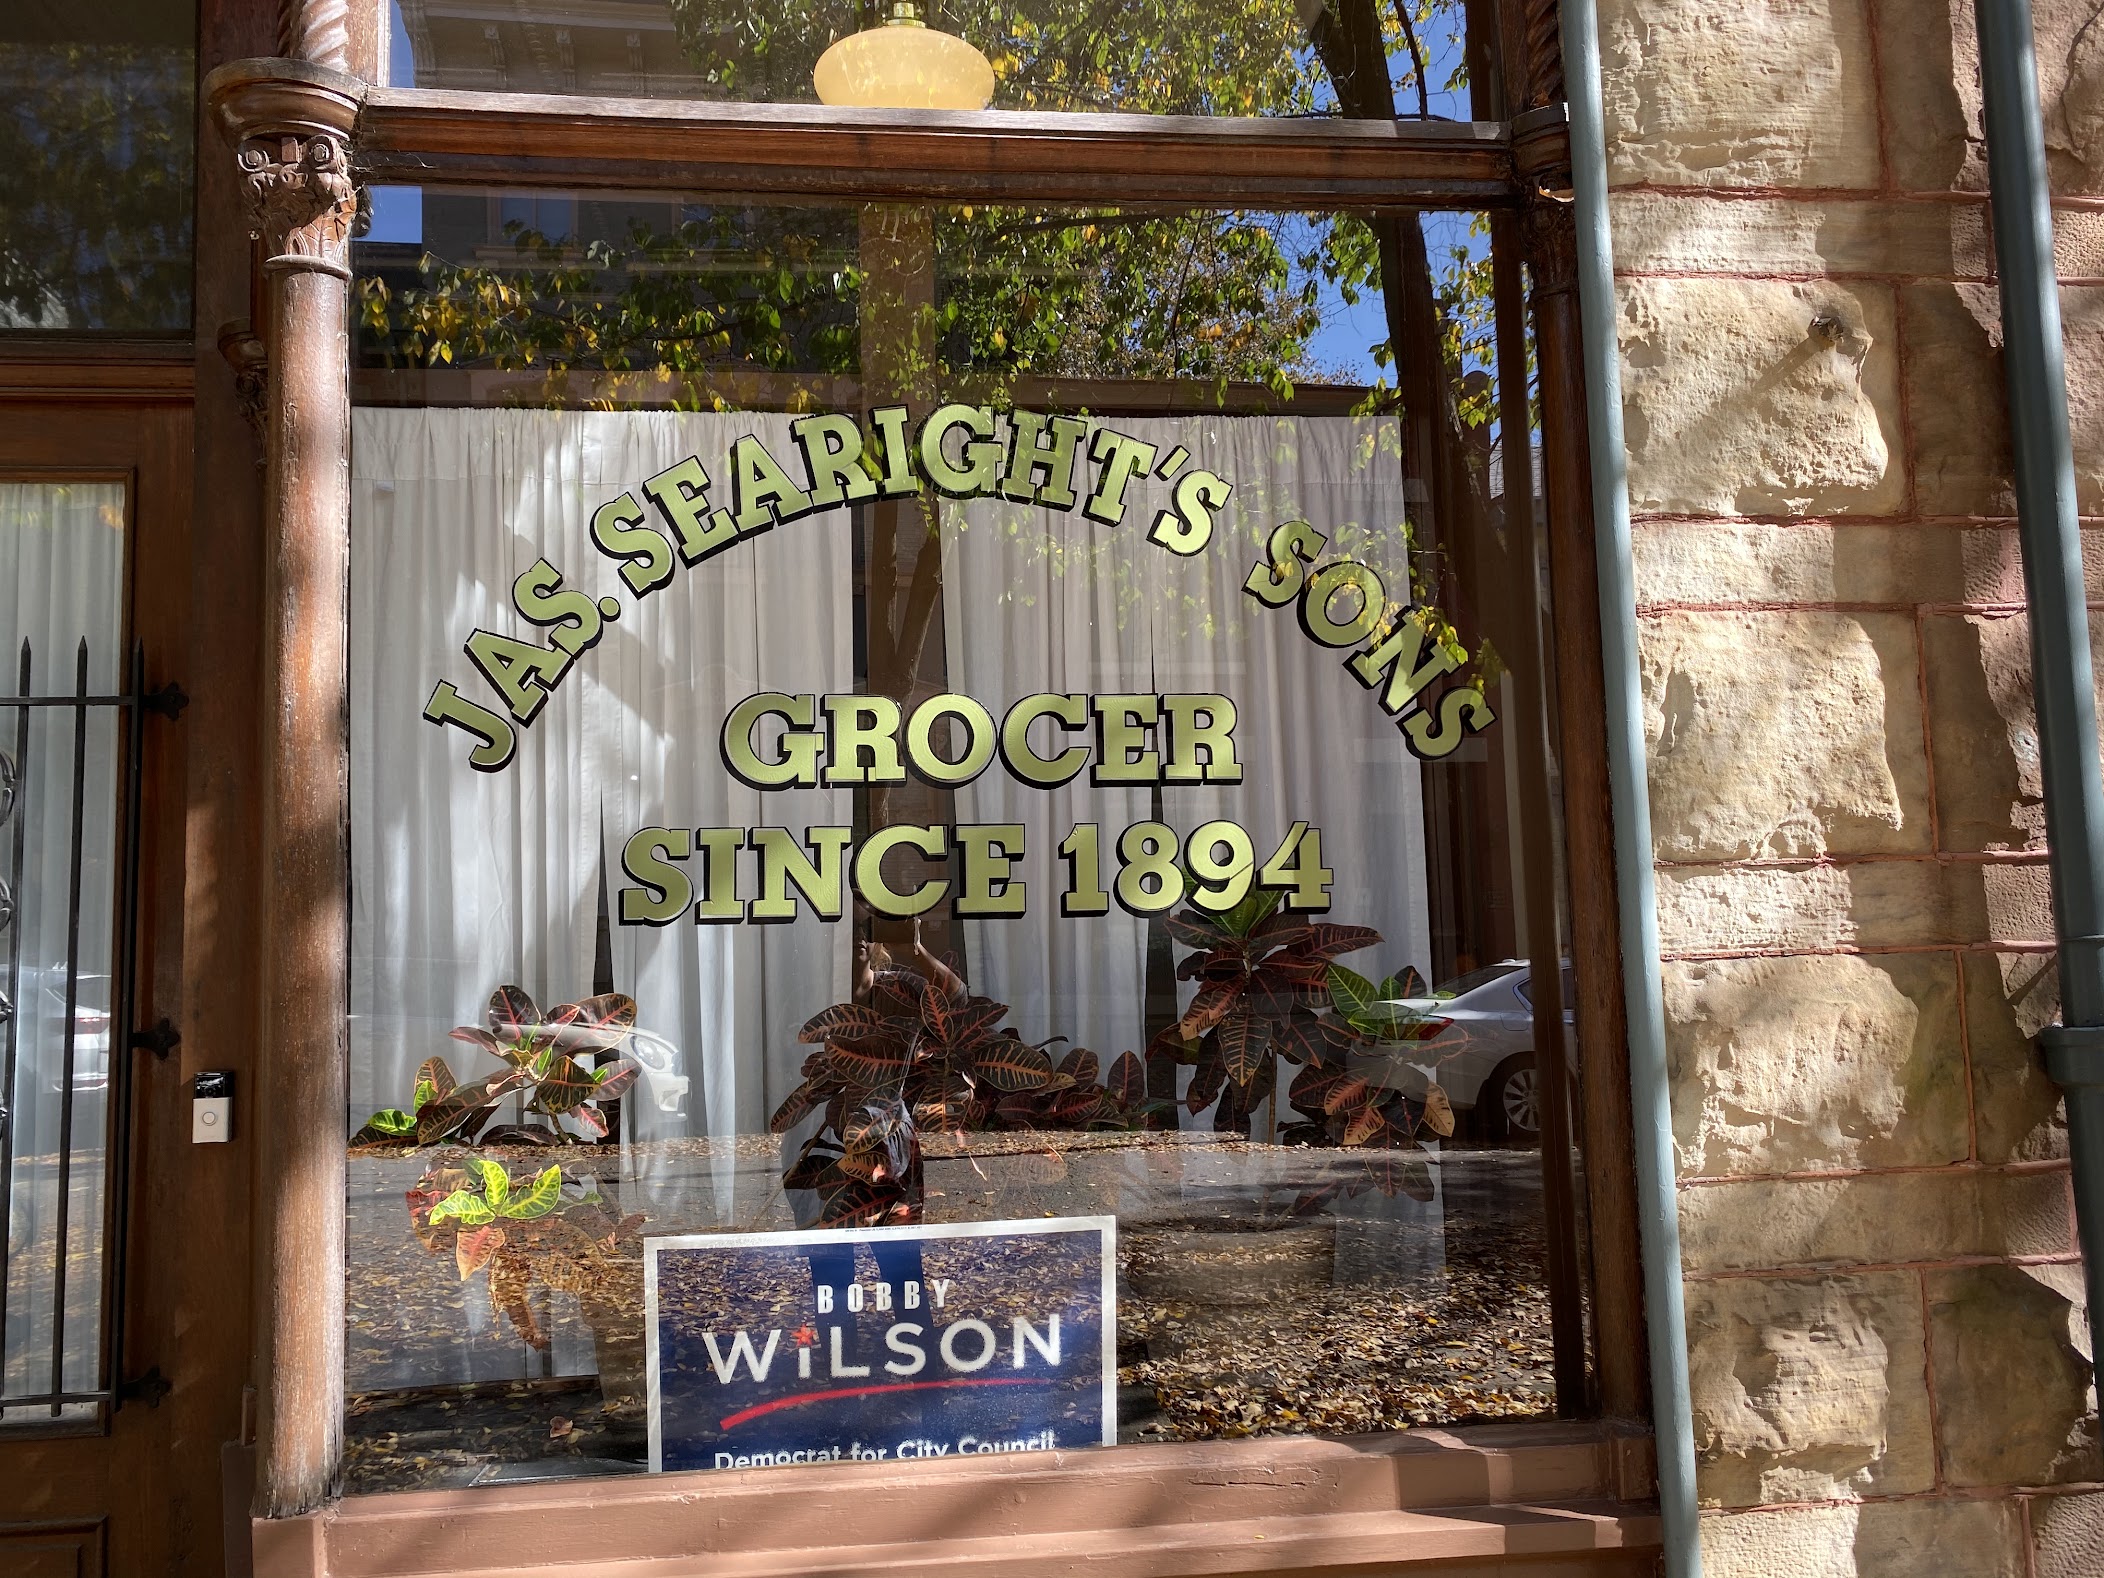 JAS. SEARIGHT'S SONS
GROCER
SINCE 1894
BOBBY
WiLSON
Democrat for City Council